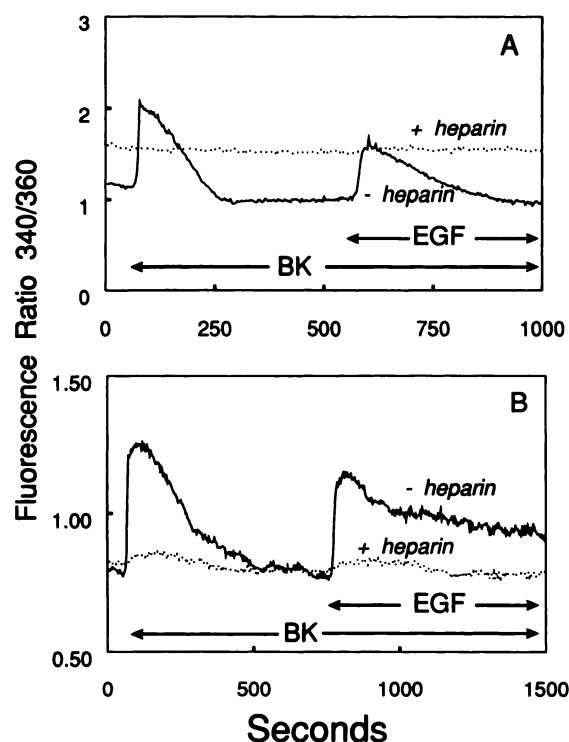 Fluorescence Ratio 340/360
3
A
2
+ heparin
- heparin
1
EGF
BK
0
0 250 500 750 1000
1.50
B
- heparin
1.00
+ heparin
EGF
BK
0.50
0 500 1000 1500
Seconds